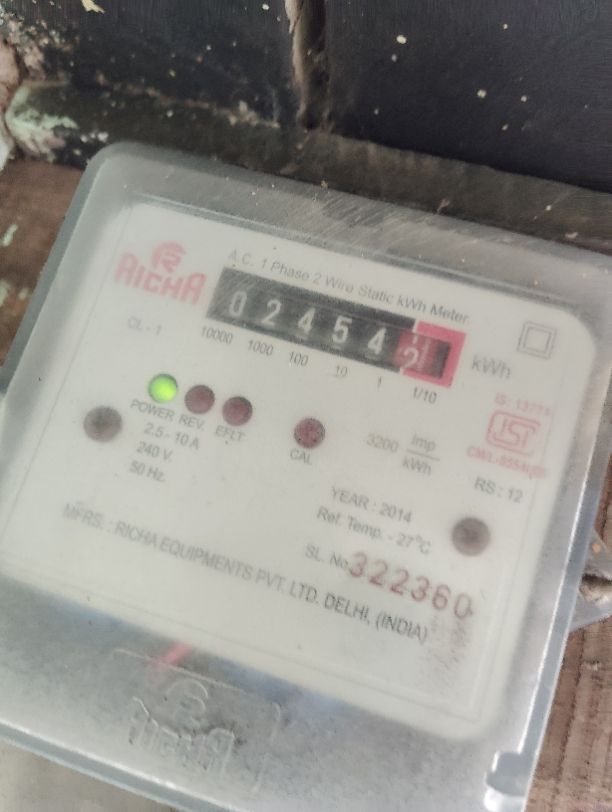 RICHA
A.C. 1 Phase 2 Wire Static kWh Meter.
0 2 4 5 4 2
kWh
CL - 1
10000 1000 100 10 1 1/10
POWER REV. EFLT
CAL
3200 imp/kWh
IS: 13779
ISI
2.5 - 10 A
240 V.
50 Hz.
RS : 12
YEAR : 2014
Ref. Temp. - 27°C
SL. No. 322360
MFRS. : RICHA EQUIPMENTS PVT. LTD. DELHI, (INDIA)
RICHA